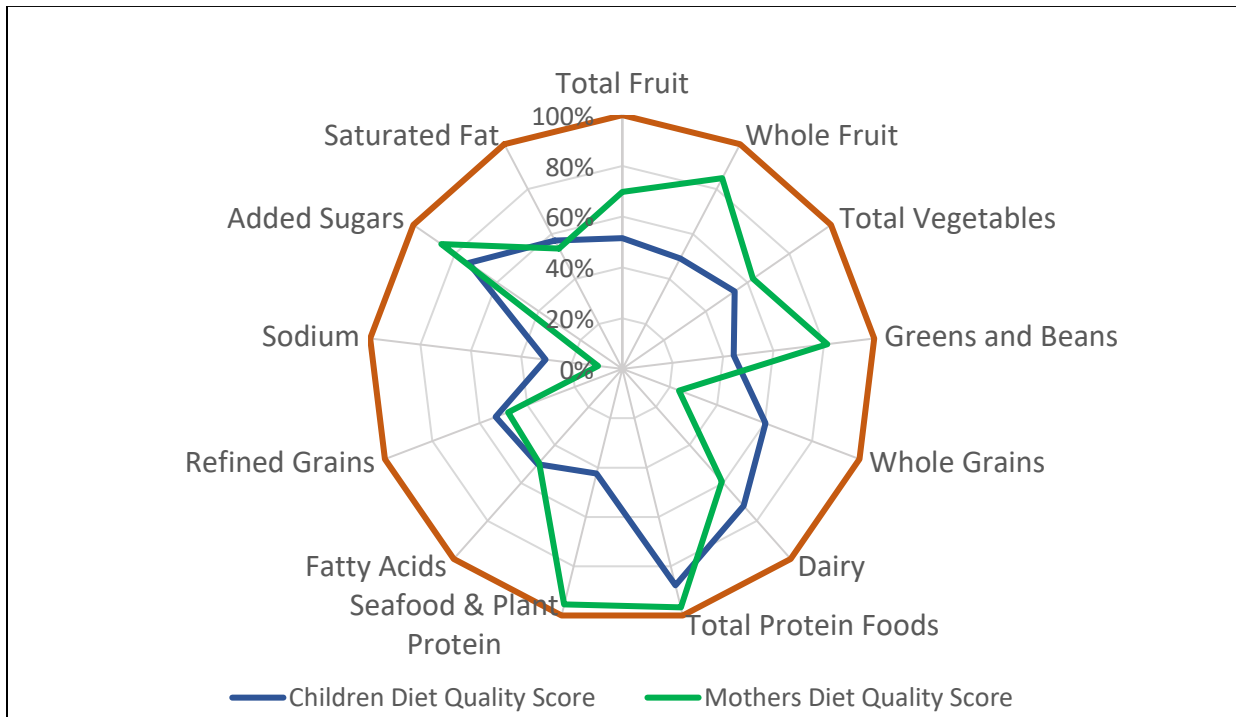 Total Fruit
100%
Saturated Fat
Whole Fruit
80%
Added Sugars
Total Vegetables
60%
40%
Sodium
Greens and Beans
20%
0%
Refined Grains
Whole Grains
Fatty Acids
Dairy
Seafood & Plant
Protein
Total Protein Foods
Children Diet Quality Score
Mothers Diet Quality Score